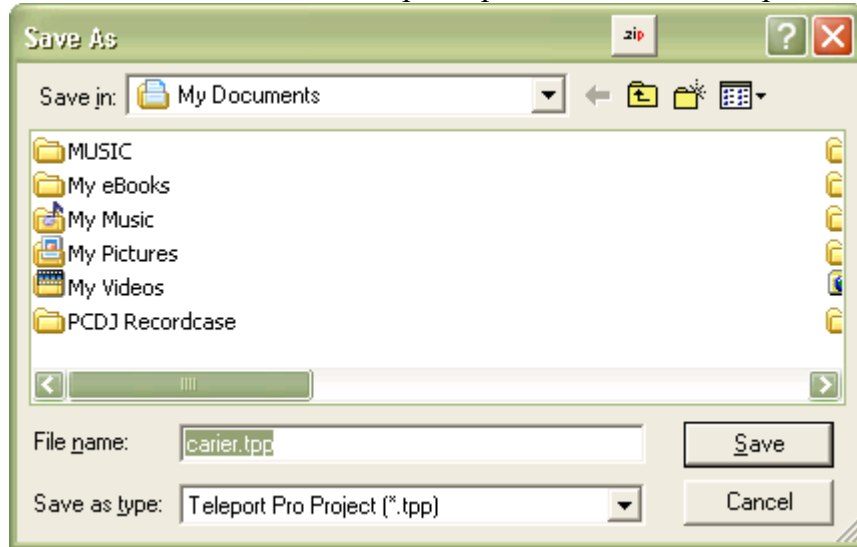 Save As
.zip
Save in: My Documents
MUSIC
My eBooks
My Music
My Pictures
My Videos
PCDJ Recordcase
File name: carier.tpp Save
Save as type: Teleport Pro Project (*.tpp) Cancel